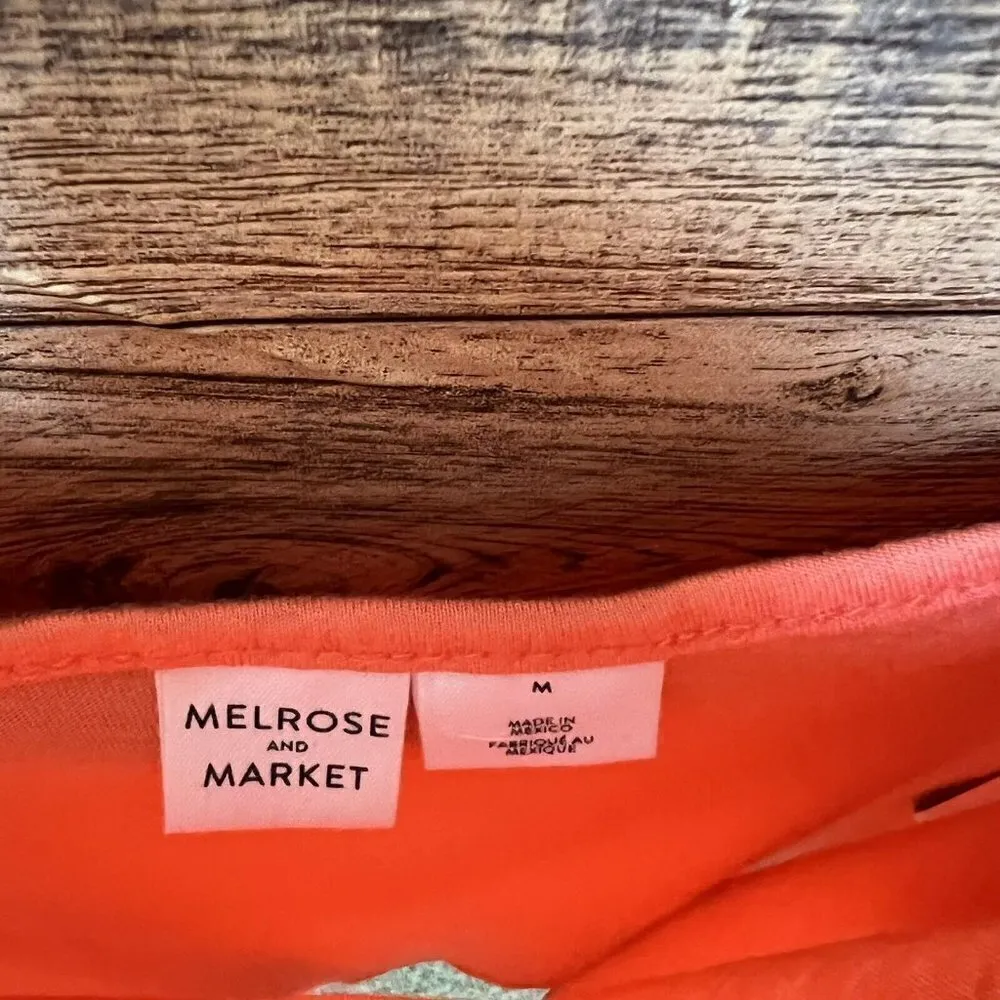 MELROSE
AND
MARKET
M
MADE IN
MEXICO
FABRIQUÉ AU
MEXIQUE